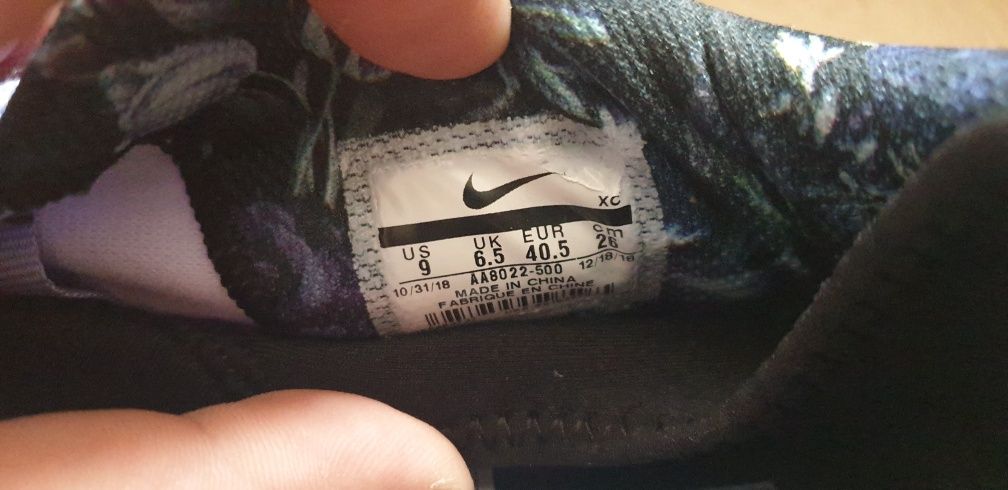 XC
US UK EUR cm
9 6.5 40.5 26
10/31/18 AA8022-500 12/18/18
MADE IN CHINA
FABRIQUE EN CHINE